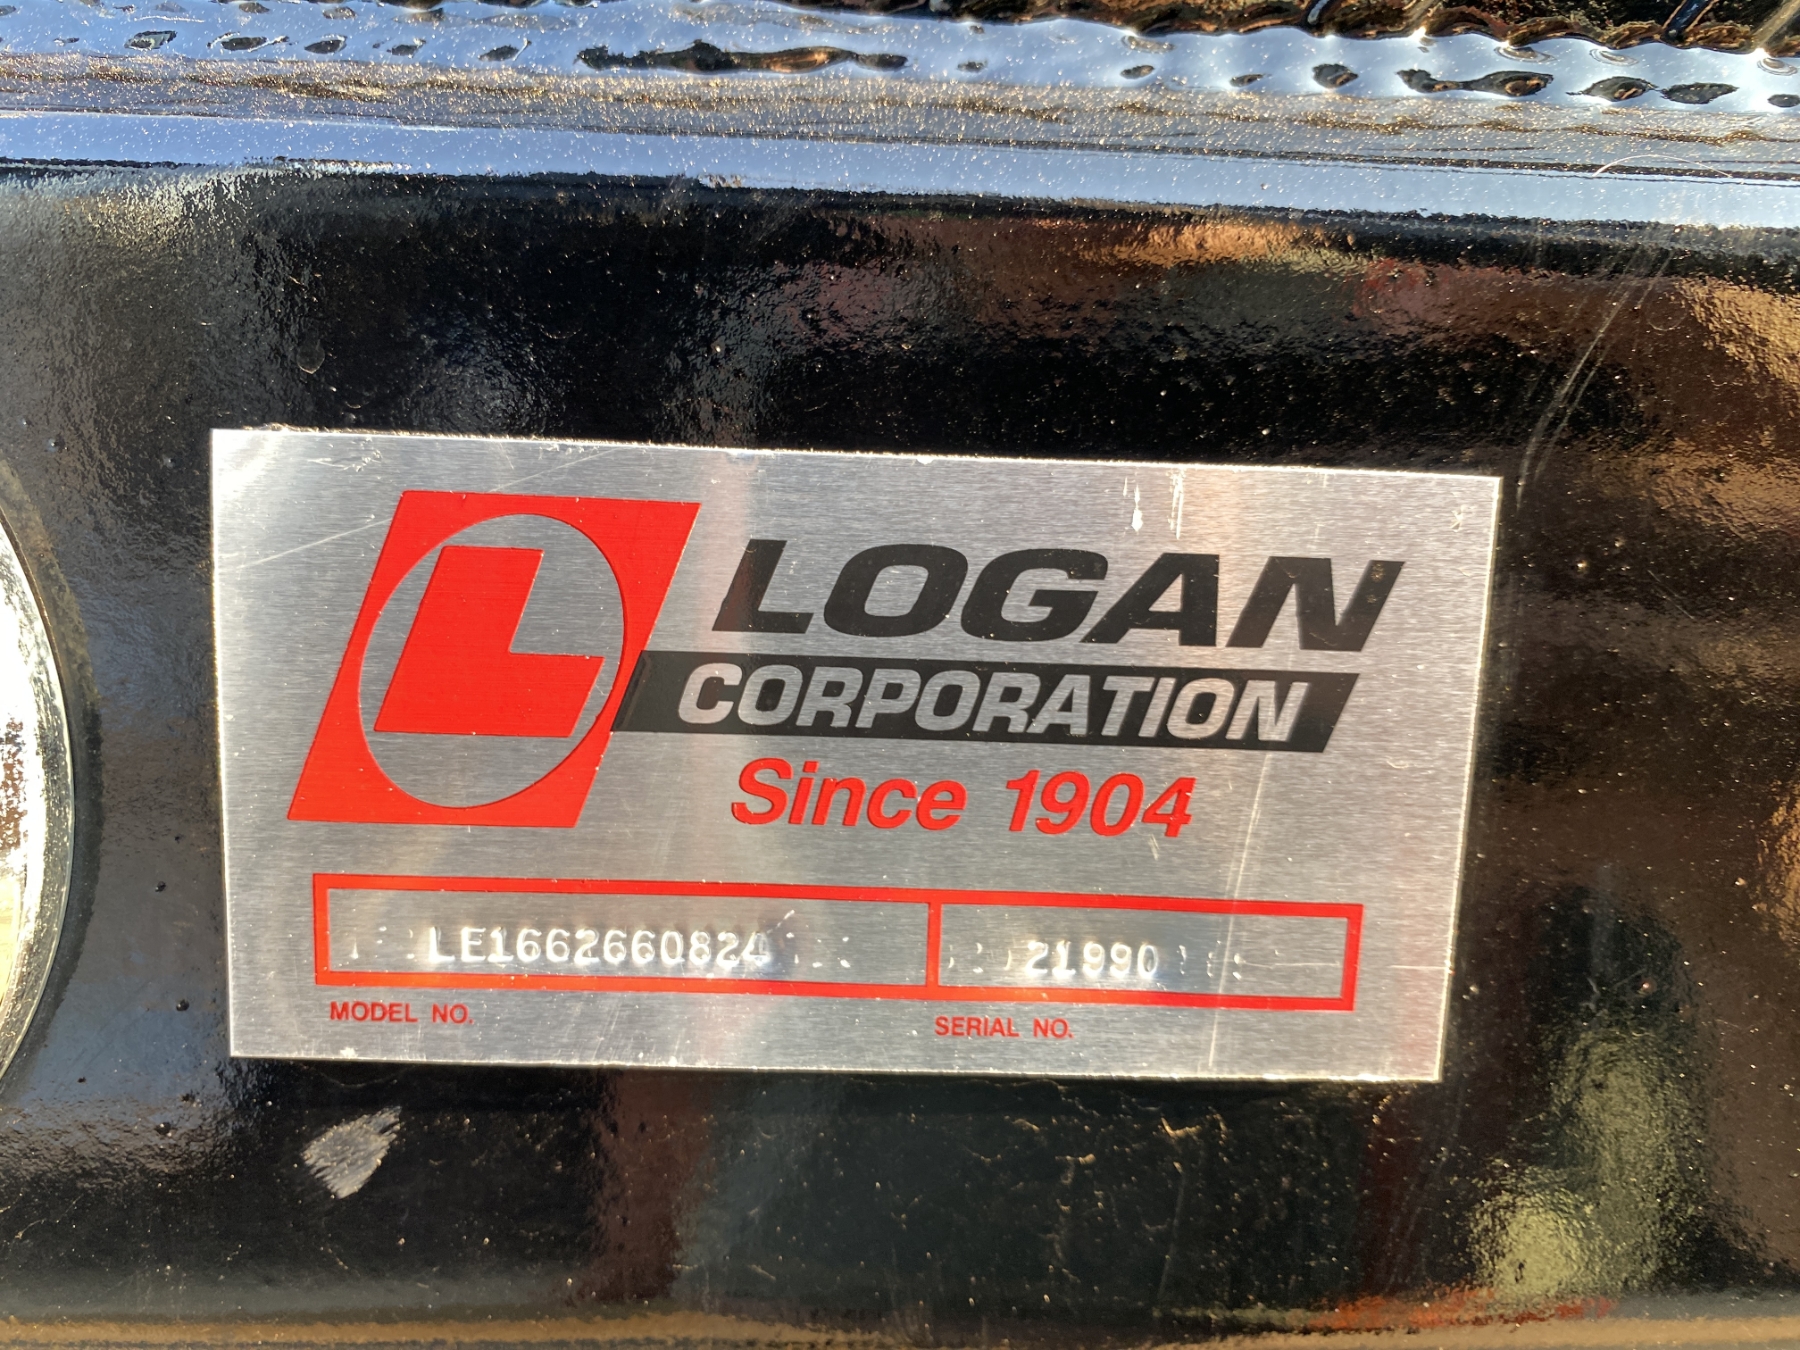 L LOGAN
CORPORATION
Since 1904
LE1662660824 21990
MODEL NO. SERIAL NO.